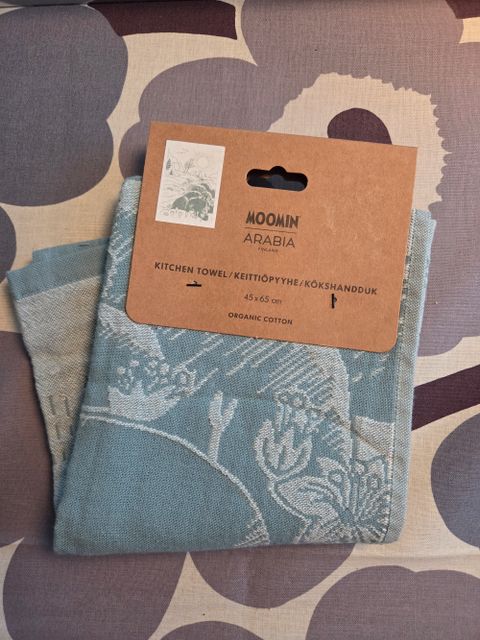 MOOMIN
ARABIA
FINLAND
KITCHEN TOWEL/KEITTIÖPYYHE/KÖKSHANDDUK
45 x 65 cm
ORGANIC COTTON